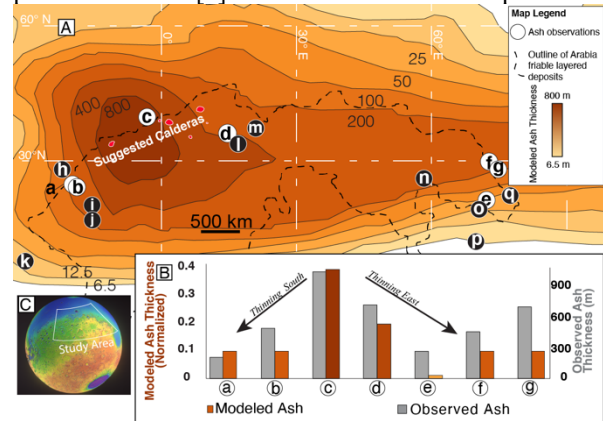 60° N
A
0°
30° E
60° E
Map Legend
Ash observations
Outline of Arabia
friable layered
deposits
800 m
Modeled Ash Thickness
6.5 m
25
50
100
200
400
800
c
Suggested Calderas
d
m
l
30°N
h
a
b
i
j
k
n
f
g
e
q
o
p
500 km
12.5
6.5
C
Study Area
B
Modeled Ash Thickness
(Normalized)
0.4
0.3
0.2
0.1
0
Thinning South
Thinning East
900
600
300
0
Observed Ash
Thickness (m)
a b c d e f g
Modeled Ash Observed Ash